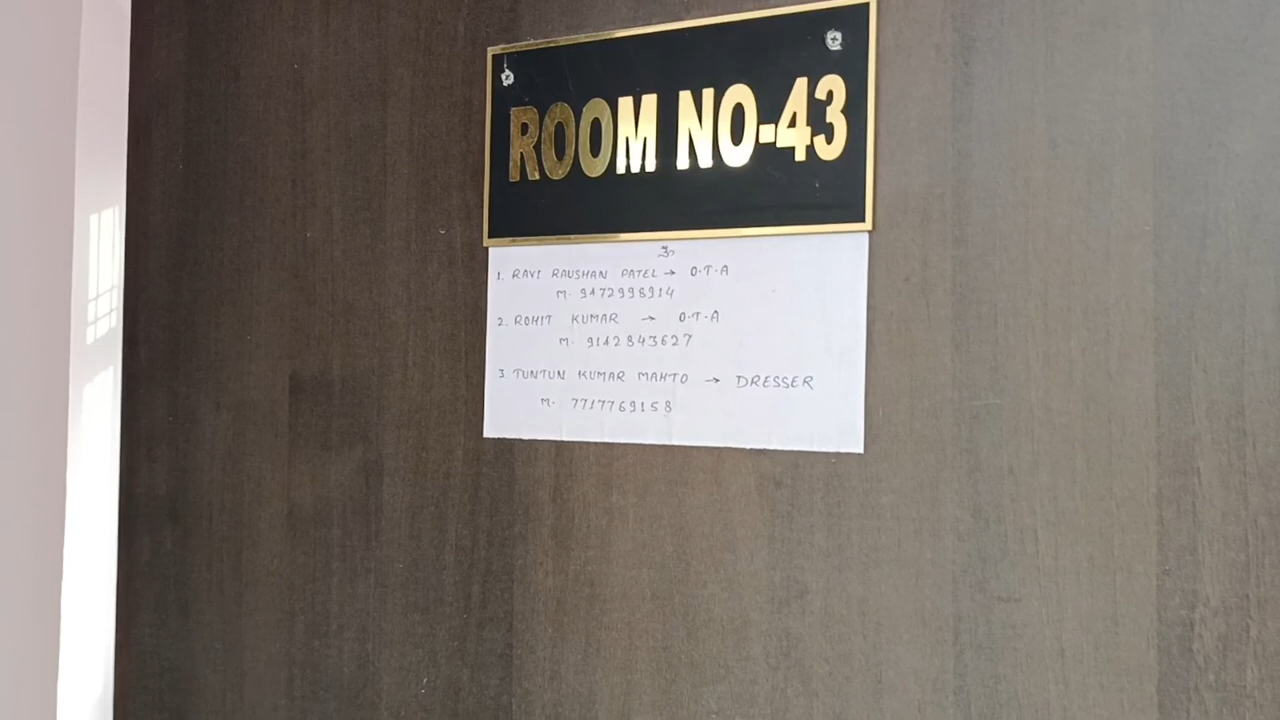 ROOM NO-43
ॐ
1. RAVI RAUSHAN PATEL → O.T.A
M. 9472998914
2. ROHIT KUMAR → O.T.A
M. 9142843627
3 TUNTUN KUMAR MAHTO → DRESSER
M. 7717769158